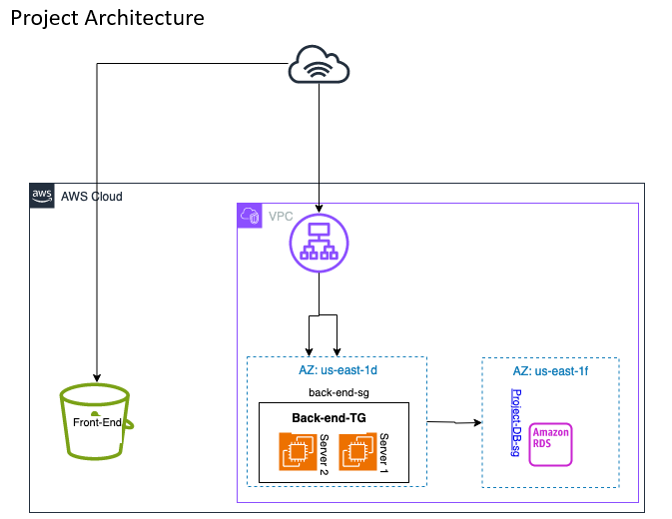 Project Architecture
aws
AWS Cloud
VPC
AZ: us-east-1d
AZ: us-east-1f
back-end-sg
Back-end-TG
Server 2
Server 1
Project-DB-sg
Amazon
RDS
Front-End